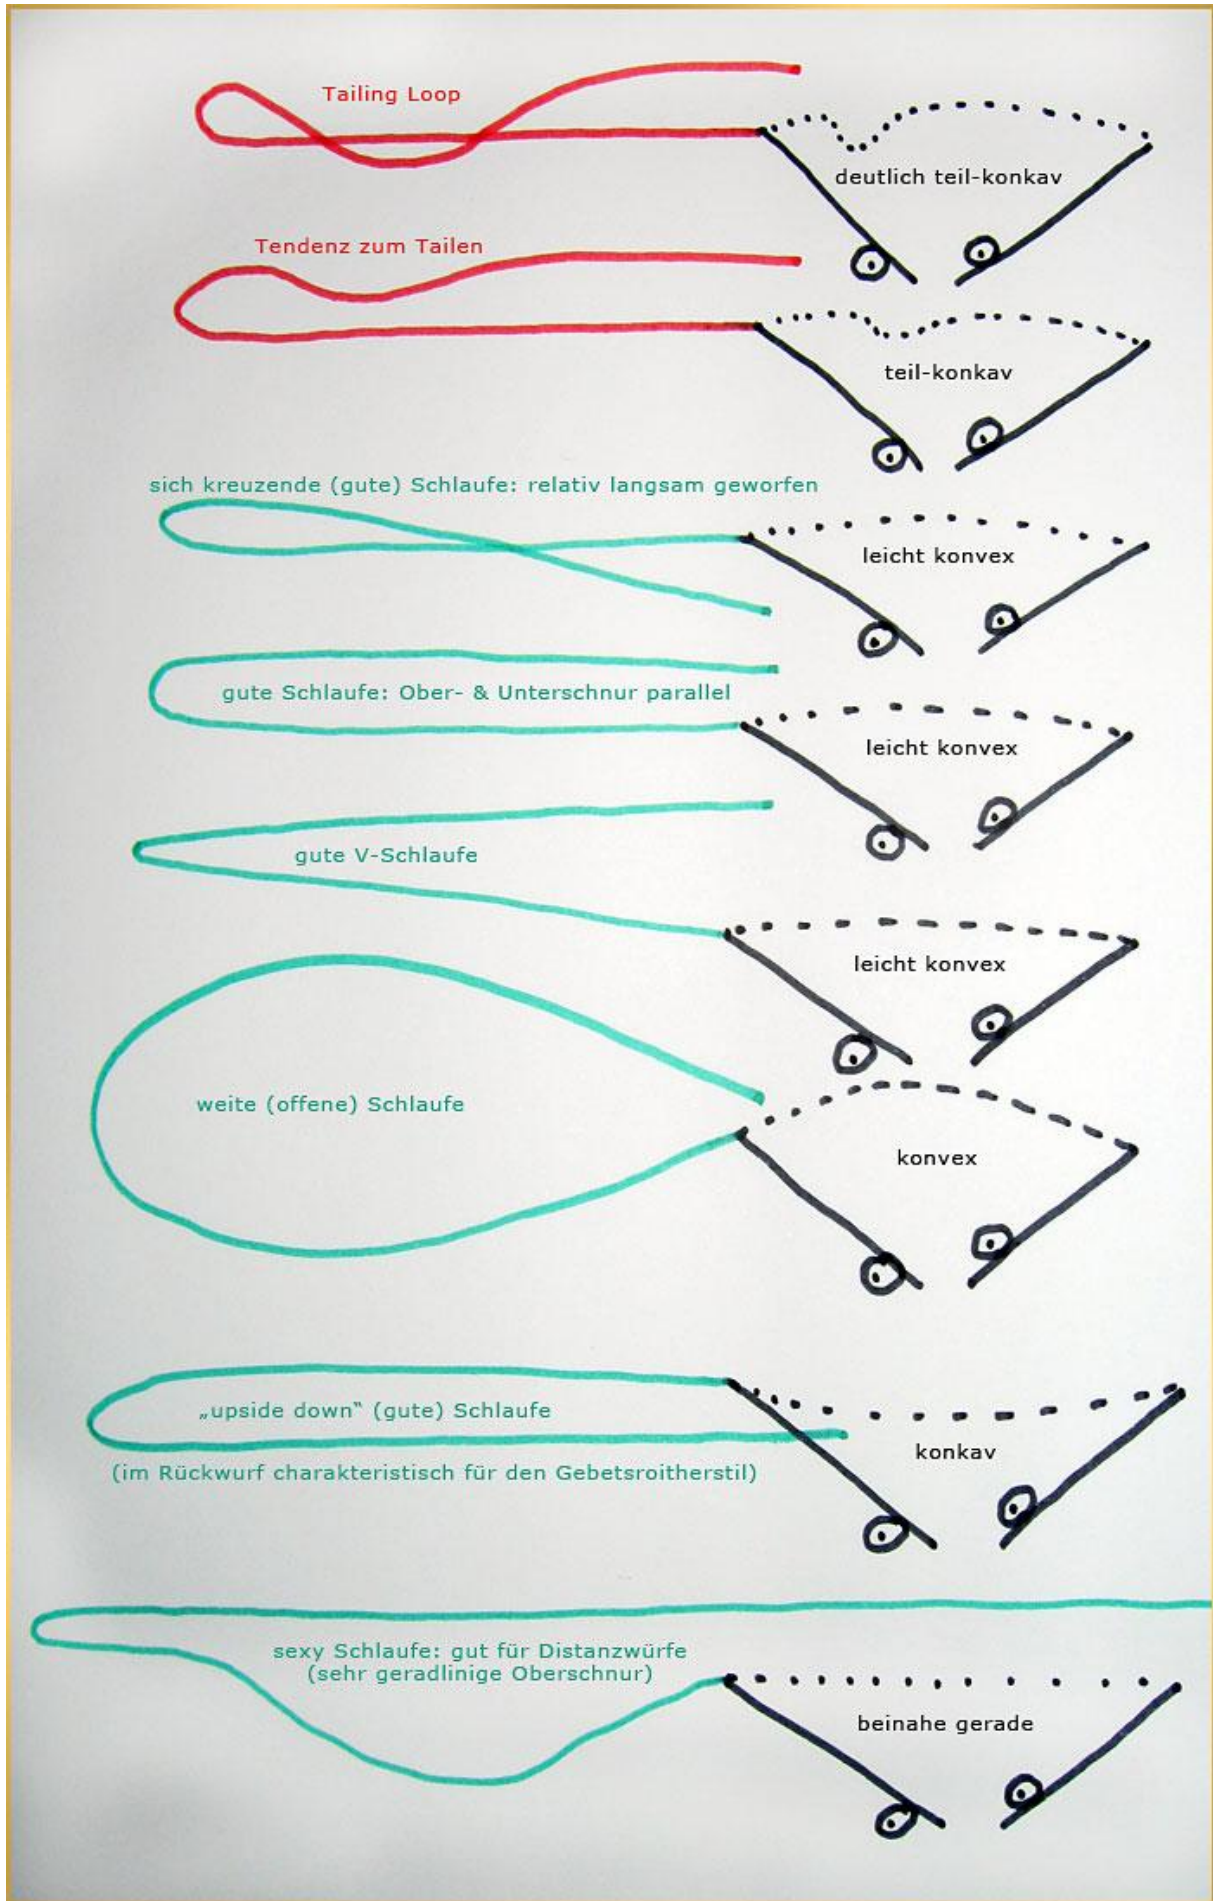 Tailing Loop
deutlich teil-konkav
Tendenz zum Tailen
teil-konkav
sich kreuzende (gute) Schlaufe: relativ langsam geworfen
leicht konvex
gute Schlaufe: Ober- & Unterschnur parallel
leicht konvex
gute V-Schlaufe
leicht konvex
weite (offene) Schlaufe
konvex
„upside down“ (gute) Schlaufe
konkav
(im Rückwurf charakteristisch für den Gebetsroitherstil)
sexy Schlaufe: gut für Distanzwürfe
(sehr geradlinige Oberschnur)
beinahe gerade